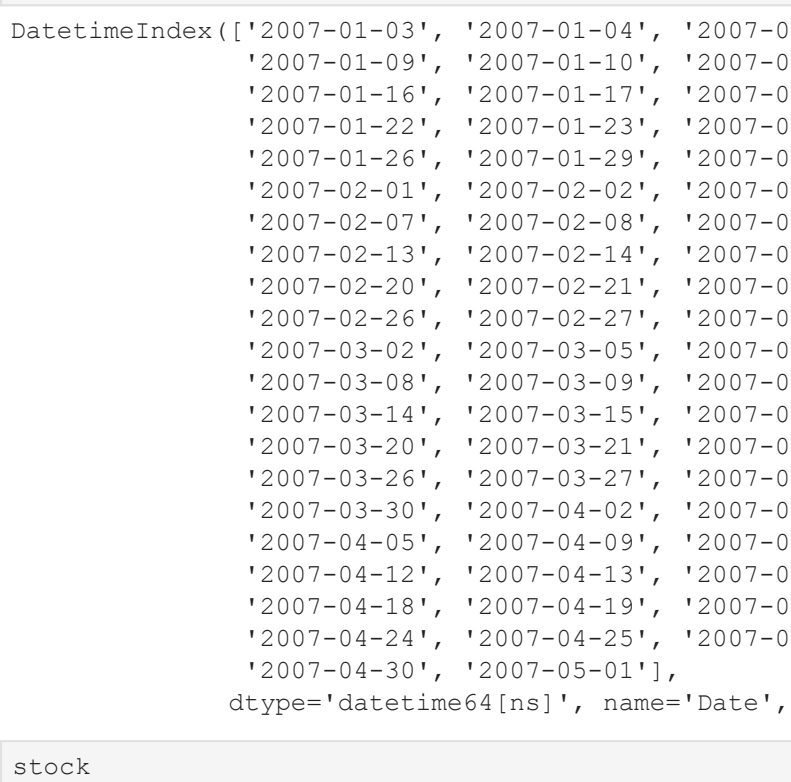 DatetimeIndex(['2007-01-03', '2007-01-04', '2007-0
'2007-01-09', '2007-01-10', '2007-0
'2007-01-16', '2007-01-17', '2007-0
'2007-01-22', '2007-01-23', '2007-0
'2007-01-26', '2007-01-29', '2007-0
'2007-02-01', '2007-02-02', '2007-0
'2007-02-07', '2007-02-08', '2007-0
'2007-02-13', '2007-02-14', '2007-0
'2007-02-20', '2007-02-21', '2007-0
'2007-02-26', '2007-02-27', '2007-0
'2007-03-02', '2007-03-05', '2007-0
'2007-03-08', '2007-03-09', '2007-0
'2007-03-14', '2007-03-15', '2007-0
'2007-03-20', '2007-03-21', '2007-0
'2007-03-26', '2007-03-27', '2007-0
'2007-03-30', '2007-04-02', '2007-0
'2007-04-05', '2007-04-09', '2007-0
'2007-04-12', '2007-04-13', '2007-0
'2007-04-18', '2007-04-19', '2007-0
'2007-04-24', '2007-04-25', '2007-0
'2007-04-30', '2007-05-01'],
dtype='datetime64[ns]', name='Date',
stock